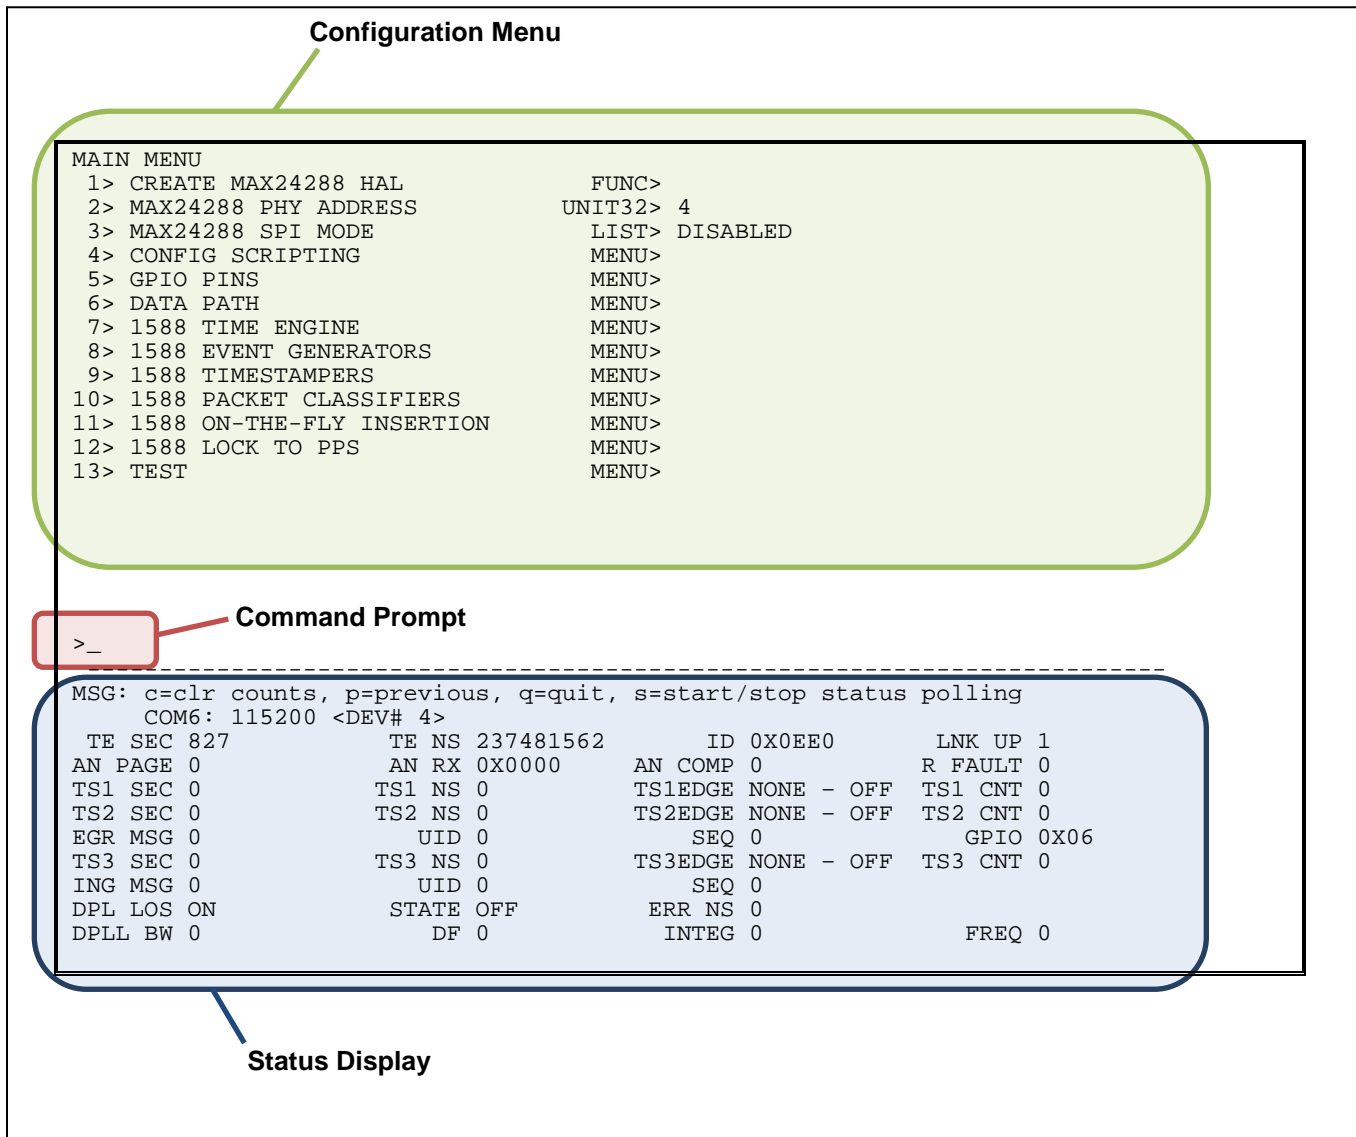 Configuration Menu
MAIN MENU
1> CREATE MAX24288 HAL FUNC>
2> MAX24288 PHY ADDRESS UNIT32> 4
3> MAX24288 SPI MODE LIST> DISABLED
4> CONFIG SCRIPTING MENU>
5> GPIO PINS MENU>
6> DATA PATH MENU>
7> 1588 TIME ENGINE MENU>
8> 1588 EVENT GENERATORS MENU>
9> 1588 TIMESTAMPERS MENU>
10> 1588 PACKET CLASSIFIERS MENU>
11> 1588 ON-THE-FLY INSERTION MENU>
12> 1588 LOCK TO PPS MENU>
13> TEST MENU>
Command Prompt
>_
---------------------------------------------------------------------------
MSG: c=clr counts, p=previous, q=quit, s=start/stop status polling
COM6: 115200 <DEV# 4>
TE SEC 827 TE NS 237481562 ID 0X0EE0 LNK UP 1
AN PAGE 0 AN RX 0X0000 AN COMP 0 R FAULT 0
TS1 SEC 0 TS1 NS 0 TS1EDGE NONE – OFF TS1 CNT 0
TS2 SEC 0 TS2 NS 0 TS2EDGE NONE – OFF TS2 CNT 0
EGR MSG 0 UID 0 SEQ 0 GPIO 0X06
TS3 SEC 0 TS3 NS 0 TS3EDGE NONE – OFF TS3 CNT 0
ING MSG 0 UID 0 SEQ 0
DPL LOS ON STATE OFF ERR NS 0
DPLL BW 0 DF 0 INTEG 0 FREQ 0
Status Display